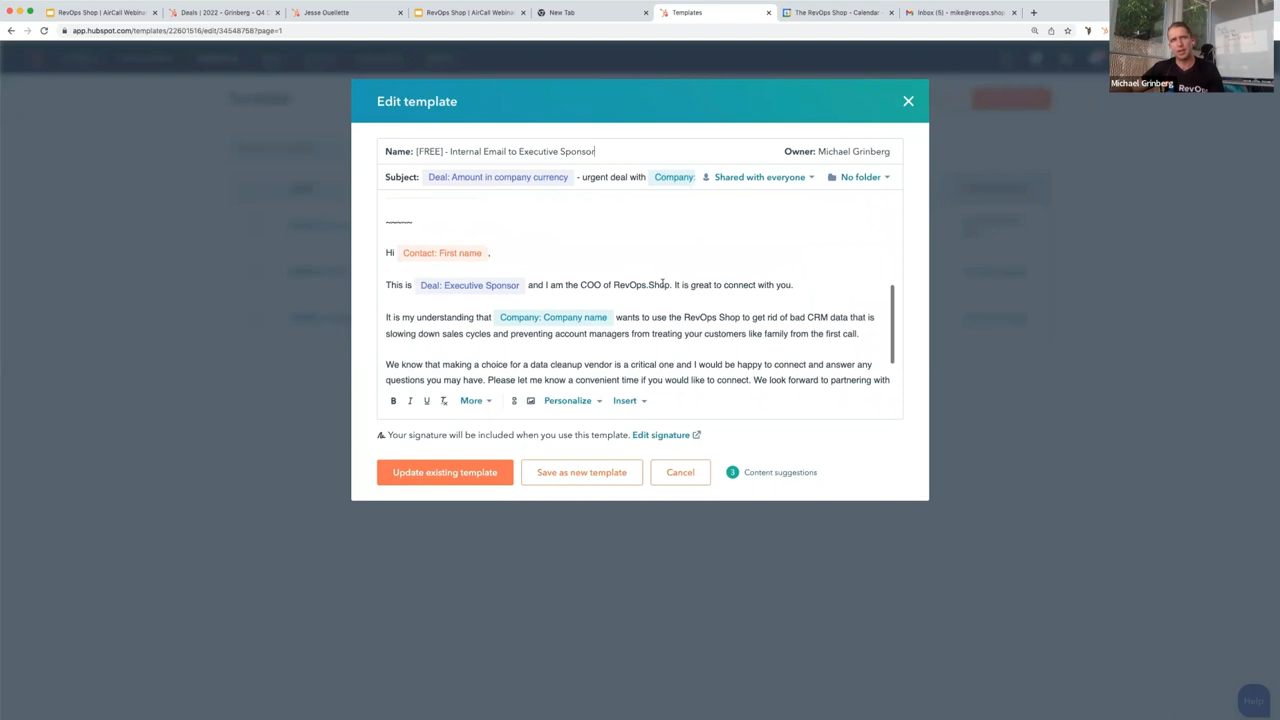 RevOps Shop | AirCall Webina
Deals | 2022 - Grinberg - Q4
Jesse Ouellette
RevOps Shop | AirCall Webina
New Tab
Templates
The RevOps Shop - Calendar
Inbox (5) - mike@revops.shop
app.hubspot.com/templates/22601516/edit/34548758?page=1
Michael Grinberg
RevOps
Edit template
Name: [FREE] - Internal Email to Executive Sponsor
Owner: Michael Grinberg
Subject: Deal: Amount in company currency - urgent deal with Company:
Shared with everyone
No folder
~~~~~
Hi Contact: First name ,
This is Deal: Executive Sponsor and I am the COO of RevOps.Shop. It is great to connect with you.
It is my understanding that Company: Company name wants to use the RevOps Shop to get rid of bad CRM data that is
slowing down sales cycles and preventing account managers from treating your customers like family from the first call.
We know that making a choice for a data cleanup vendor is a critical one and I would be happy to connect and answer any
questions you may have. Please let me know a convenient time if you would like to connect. We look forward to partnering with
B I U Tx More Personalize Insert
Your signature will be included when you use this template. Edit signature
Update existing template
Save as new template
Cancel
3 Content suggestions
Help